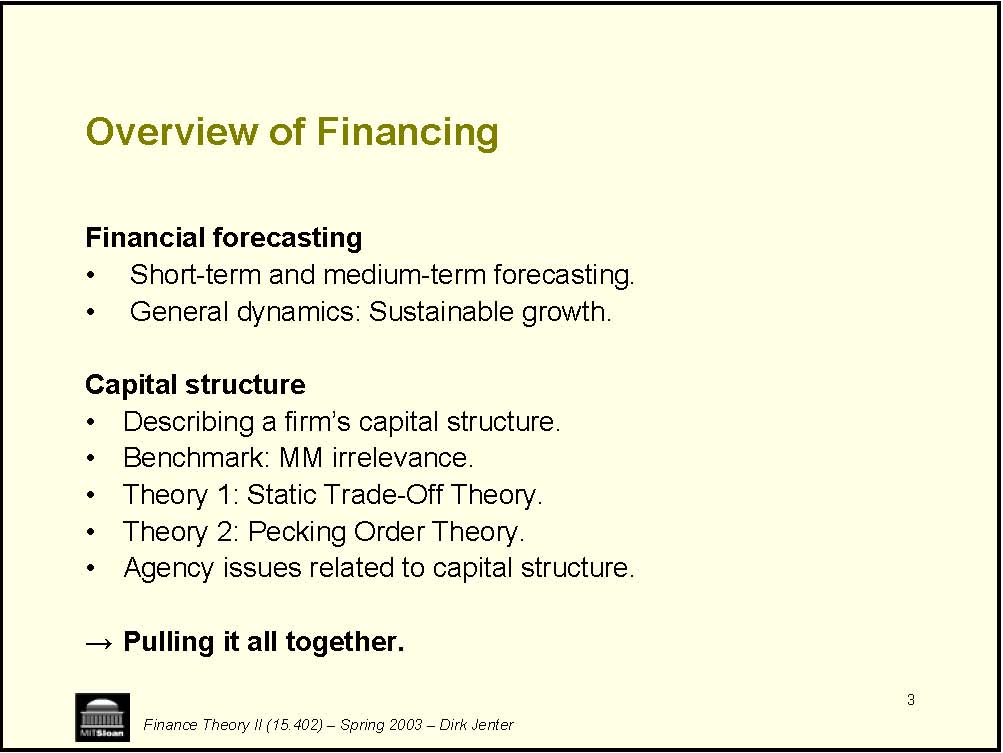 Overview of Financing
Financial forecasting
• Short-term and medium-term forecasting.
• General dynamics: Sustainable growth.
Capital structure
• Describing a firm’s capital structure.
• Benchmark: MM irrelevance.
• Theory 1: Static Trade-Off Theory.
• Theory 2: Pecking Order Theory.
• Agency issues related to capital structure.
→ Pulling it all together.
3
MITSloan
Finance Theory II (15.402) – Spring 2003 – Dirk Jenter